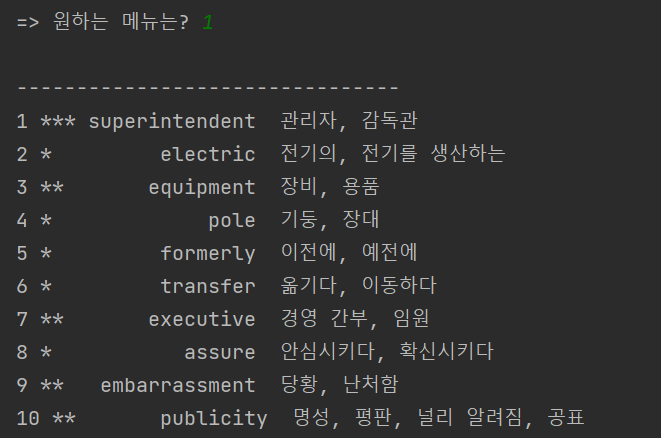 => 원하는 메뉴는? 1
--------------------------------
1 *** superintendent 관리자, 감독관
2 * electric 전기의, 전기를 생산하는
3 ** equipment 장비, 용품
4 * pole 기둥, 장대
5 * formerly 이전에, 예전에
6 * transfer 옮기다, 이동하다
7 ** executive 경영 간부, 임원
8 * assure 안심시키다, 확신시키다
9 ** embarrassment 당황, 난처함
10 ** publicity 명성, 평판, 널리 알려짐, 공표